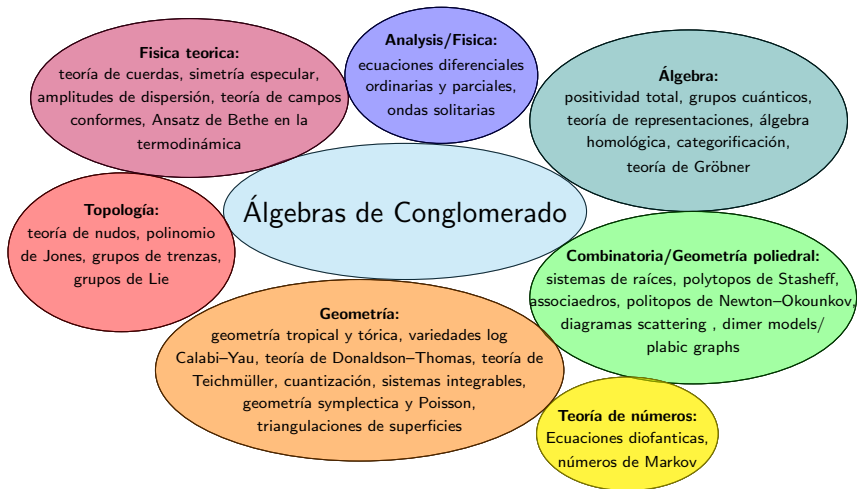 Fisica teorica:
teoría de cuerdas, simetría especular,
amplitudes de dispersión, teoría de campos
conformes, Ansatz de Bethe en la
termodinámica
Analysis/Fisica:
ecuaciones diferenciales
ordinarias y parciales,
ondas solitarias
Álgebra:
positividad total, grupos cuánticos,
teoría de representaciones, álgebra
homológica, categorificación,
teoría de Gröbner
Álgebras de Conglomerado
Topología:
teoría de nudos, polinomio
de Jones, grupos de trenzas,
grupos de Lie
Combinatoria/Geometría poliedral:
sistemas de raíces, polytopos de Stasheff,
associaedros, politopos de Newton–Okounkov,
diagramas scattering , dimer models/
plabic graphs
Geometría:
geometría tropical y tórica, variedades log
Calabi–Yau, teoría de Donaldson–Thomas, teoría de
Teichmüller, cuantización, sistemas integrables,
geometría symplectica y Poisson,
triangulaciones de superficies
Teoría de números:
Ecuaciones diofanticas,
números de Markov